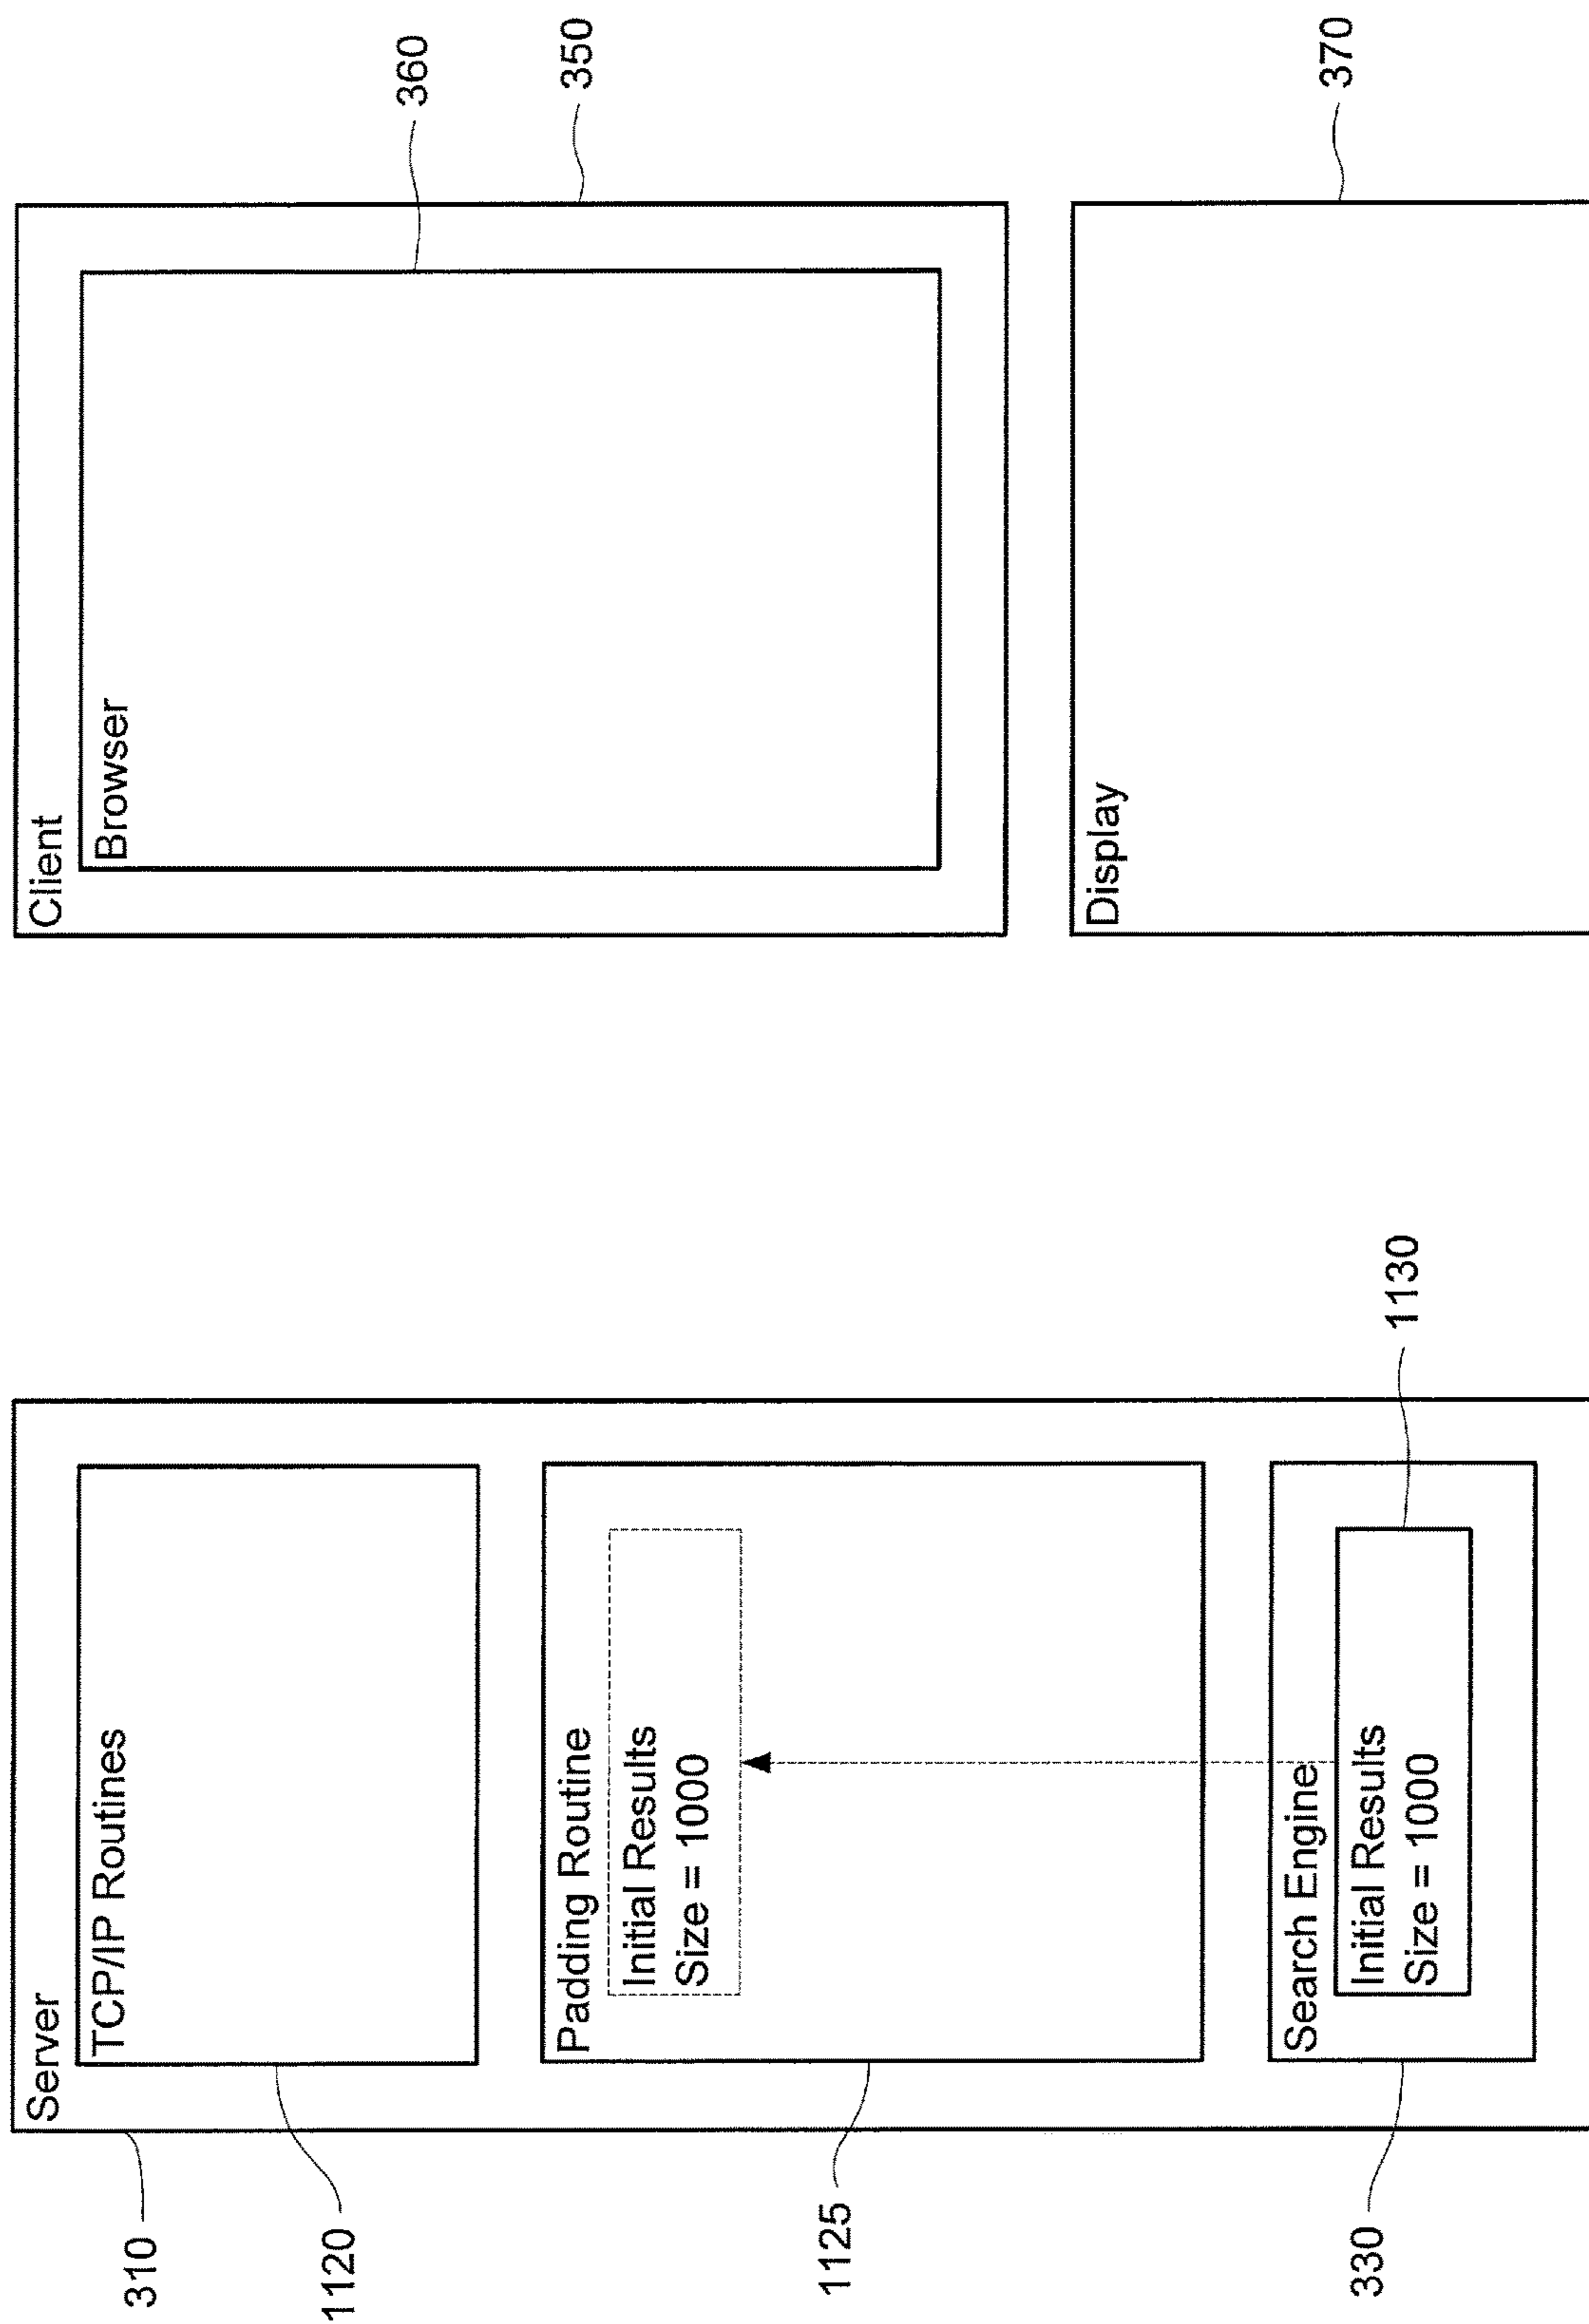 Server
310
TCP/IP Routines
1120
Padding Routine
Initial Results
Size = 1000
1125
Search Engine
Initial Results
Size = 1000
330
1130
Client
Browser
360
350
Display
370